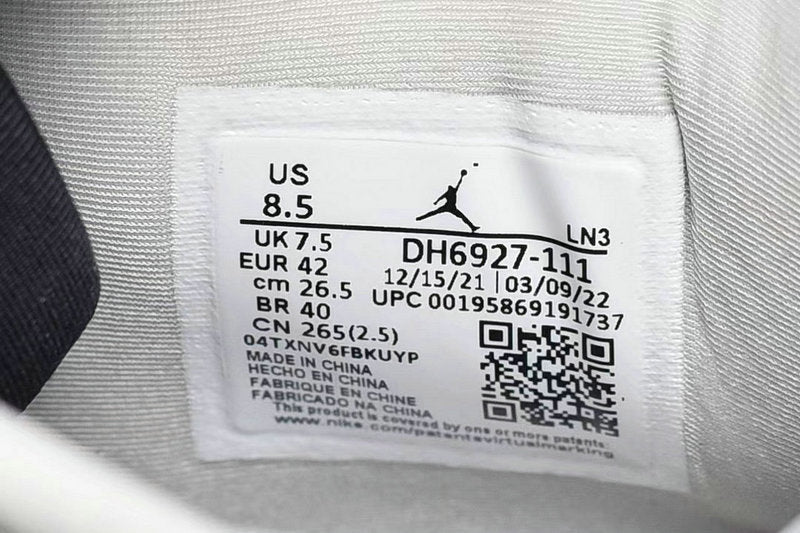 US
8.5
LN3
UK 7.5
EUR 42
cm 26.5
BR 40
CN 265(2.5)
DH6927-111
12/15/21 | 03/09/22
UPC 00195869191737
04TXNV6FBKUYP
MADE IN CHINA
HECHO EN CHINA
FABRIQUE EN CHINE
FABRICADO NA CHINA
This product is covered by one or more patents:
www.nike.com/patentsvirtualmarking